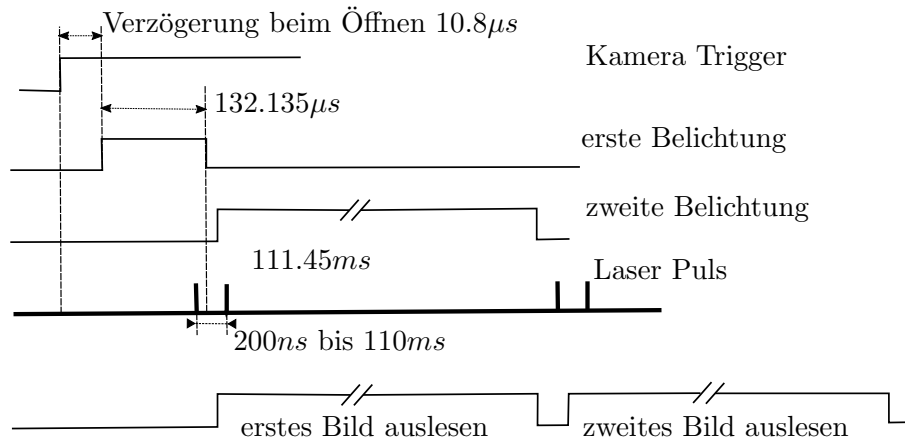 Verzögerung beim Öffnen 10.8µs
Kamera Trigger
132.135µs
erste Belichtung
zweite Belichtung
111.45ms
Laser Puls
200ns bis 110ms
erstes Bild auslesen
zweites Bild auslesen